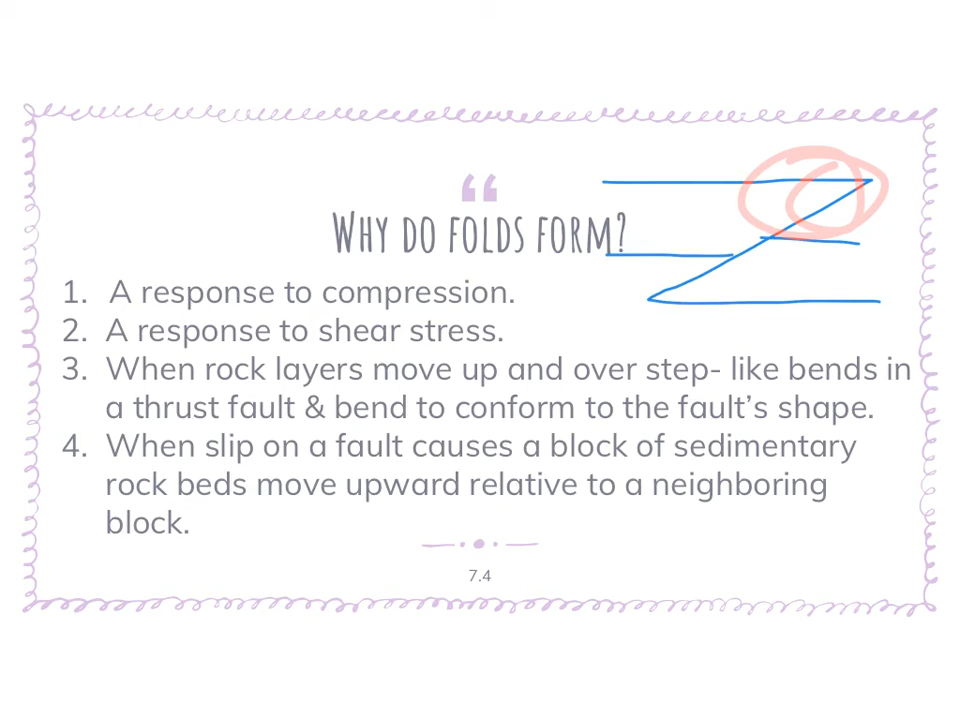 “
WHY DO FOLDS FORM?
1. A response to compression.
2. A response to shear stress.
3. When rock layers move up and over step- like bends in
a thrust fault & bend to conform to the fault’s shape.
4. When slip on a fault causes a block of sedimentary
rock beds move upward relative to a neighboring
block.
7.4